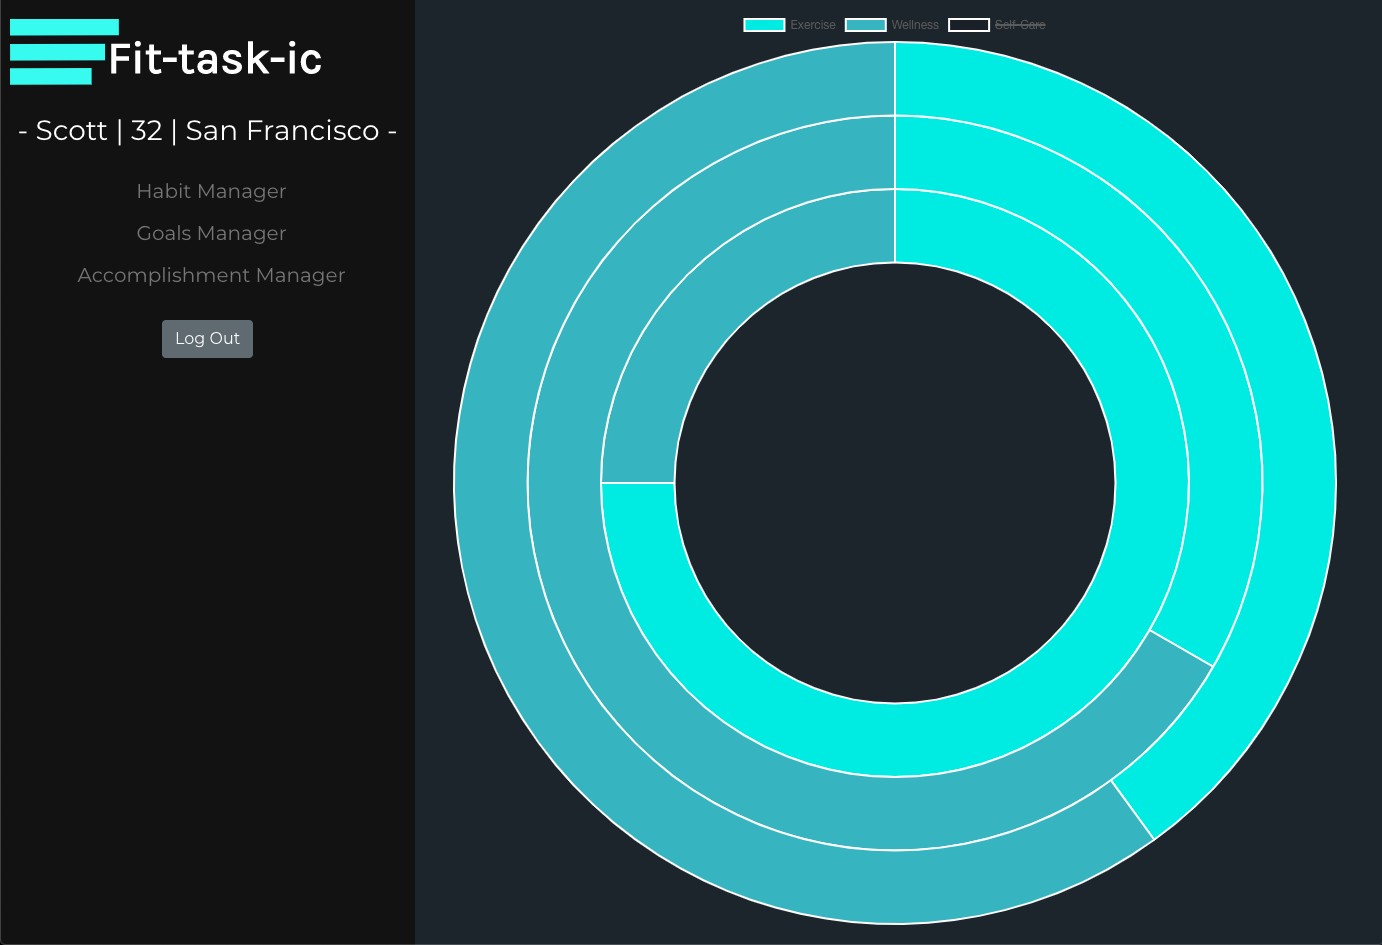 Fit-task-ic
- Scott | 32 | San Francisco -
Habit Manager
Goals Manager
Accomplishment Manager
Log Out
Exercise Wellness Self-Care